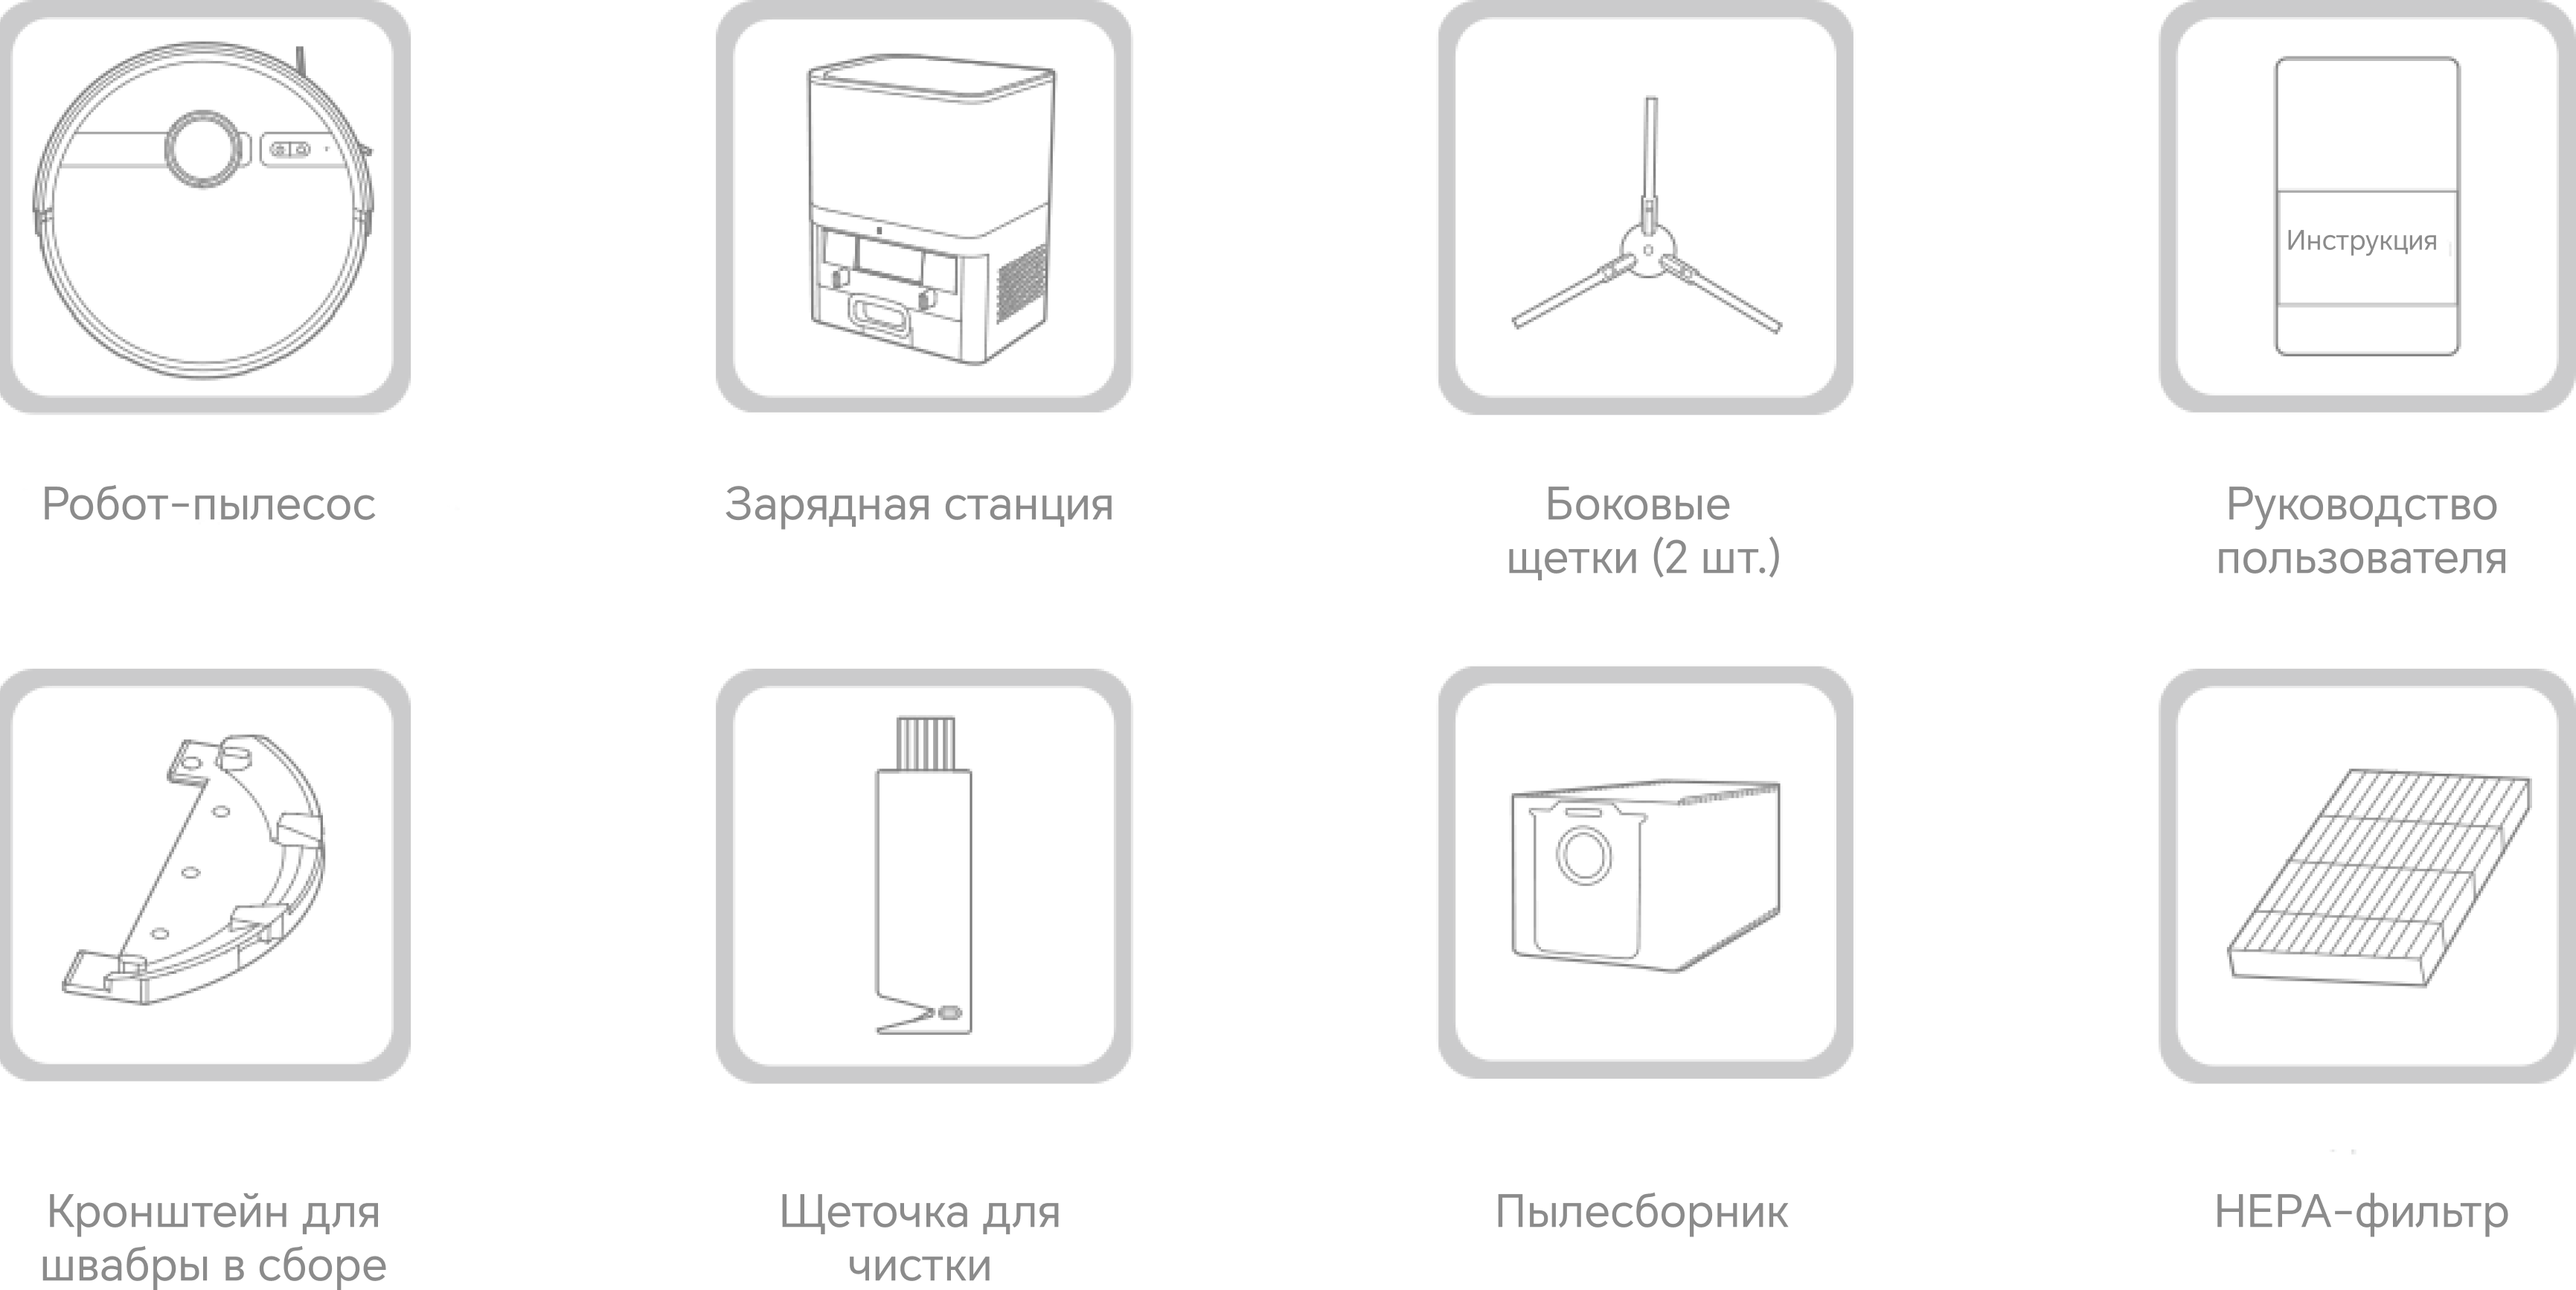 Инструкция
Робот-пылесос
Зарядная станция
Боковые
щетки (2 шт.)
Руководство
пользователя
Кронштейн для
швабры в сборе
Щеточка для
чистки
Пылесборник
HEPA-фильтр